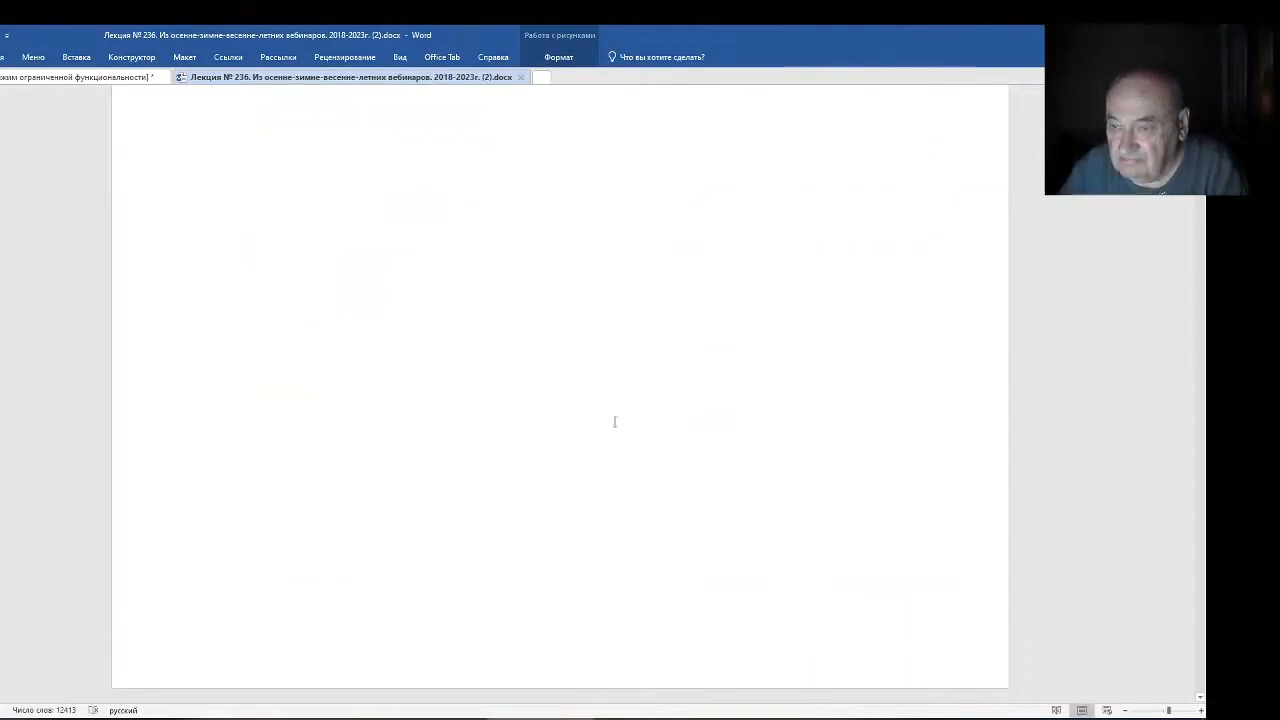 Лекция № 236. Из осенне-зимне-весенне-летних вебинаров. 2018-2023г. (2).docx - Word
Работа с рисунками
я Меню Вставка Конструктор Макет Ссылки Рассылки Рецензирование Вид Office Tab Справка Формат Что вы хотите сделать?
жим ограниченной функциональности] * Лекция № 236. Из осенне-зимне-весенне-летних вебинаров. 2018-2023г. (2).docx
Число слов: 12413 русский